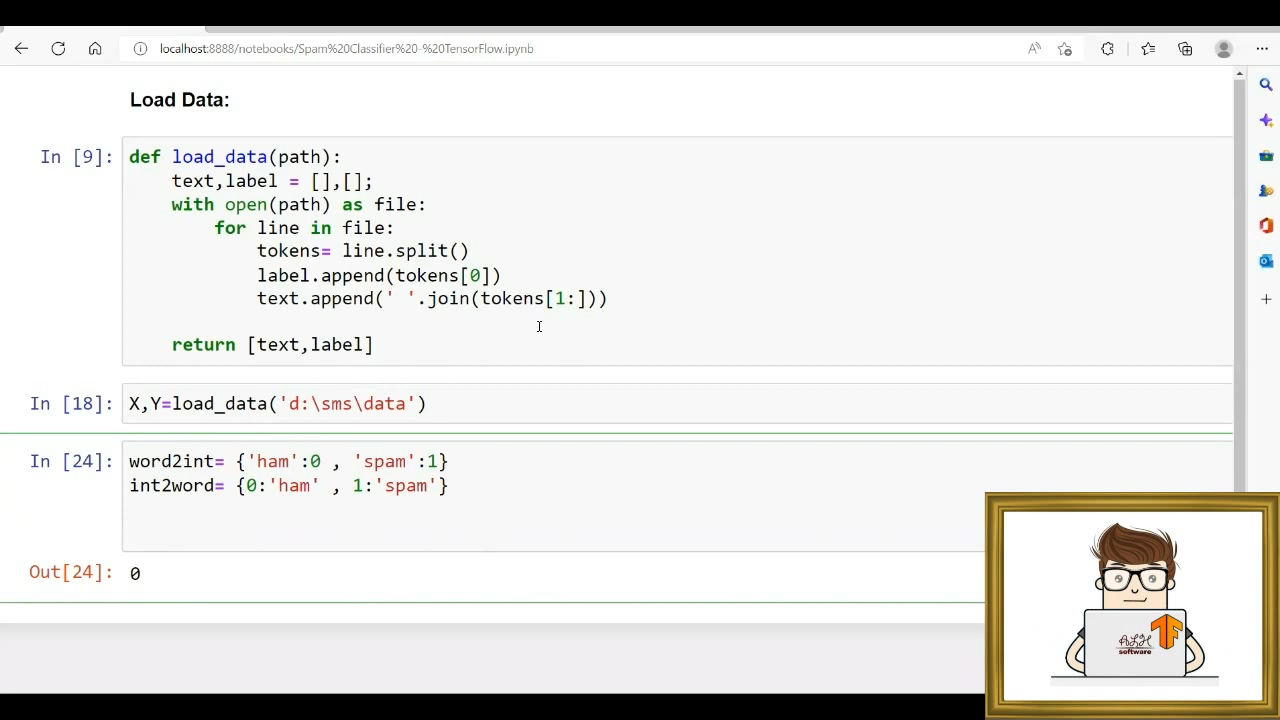 localhost:8888/notebooks/Spam%20Classifier%20-%20TensorFlow.ipynb
Load Data:
In [9]:
def load_data(path):
    text,label = [],[];
    with open(path) as file:
        for line in file:
            tokens= line.split()
            label.append(tokens[0])
            text.append(' '.join(tokens[1:]))
    return [text,label]
In [18]: X,Y=load_data('d:\sms\data')
In [24]: word2int= {'ham':0 , 'spam':1}
int2word= {0:'ham' , 1:'spam'}
Out[24]: 0
software